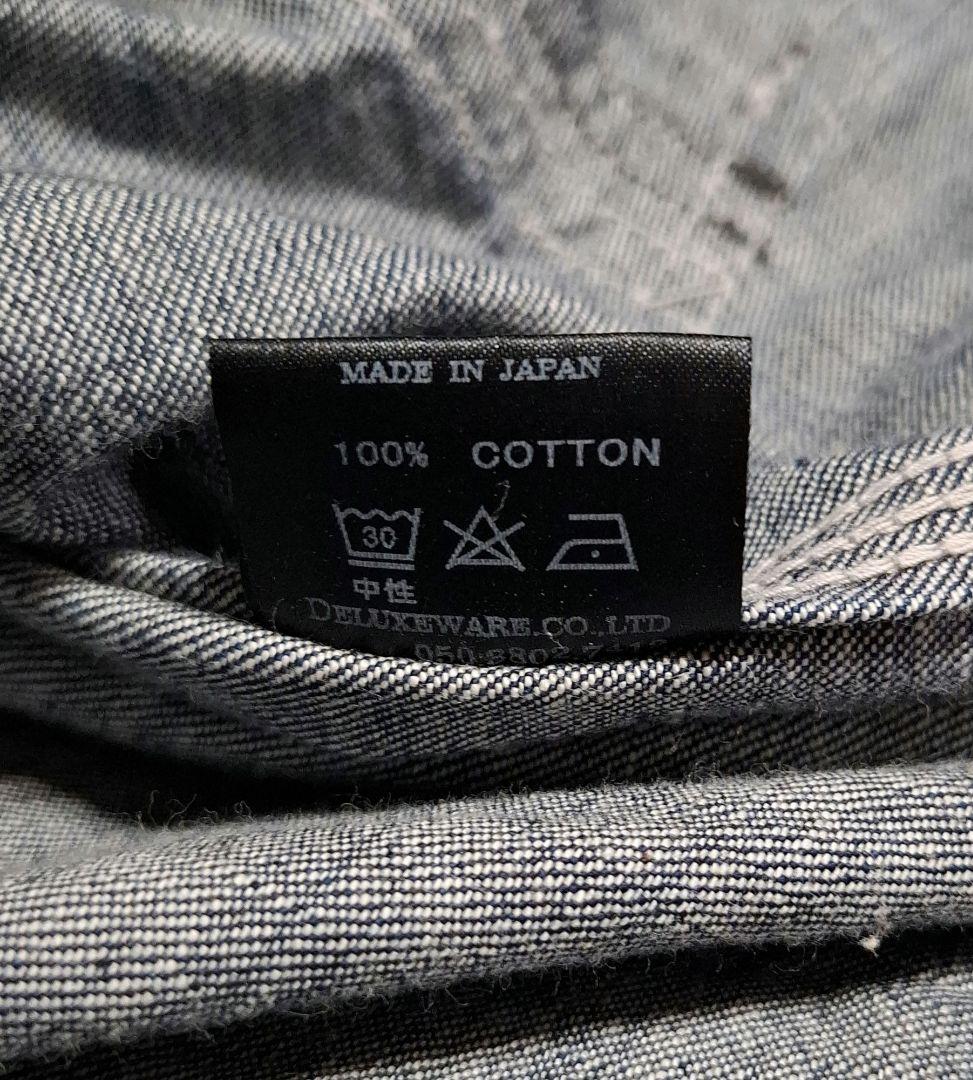 MADE IN JAPAN
100% COTTON
30
中性
DELUXEWARE.CO.,LTD